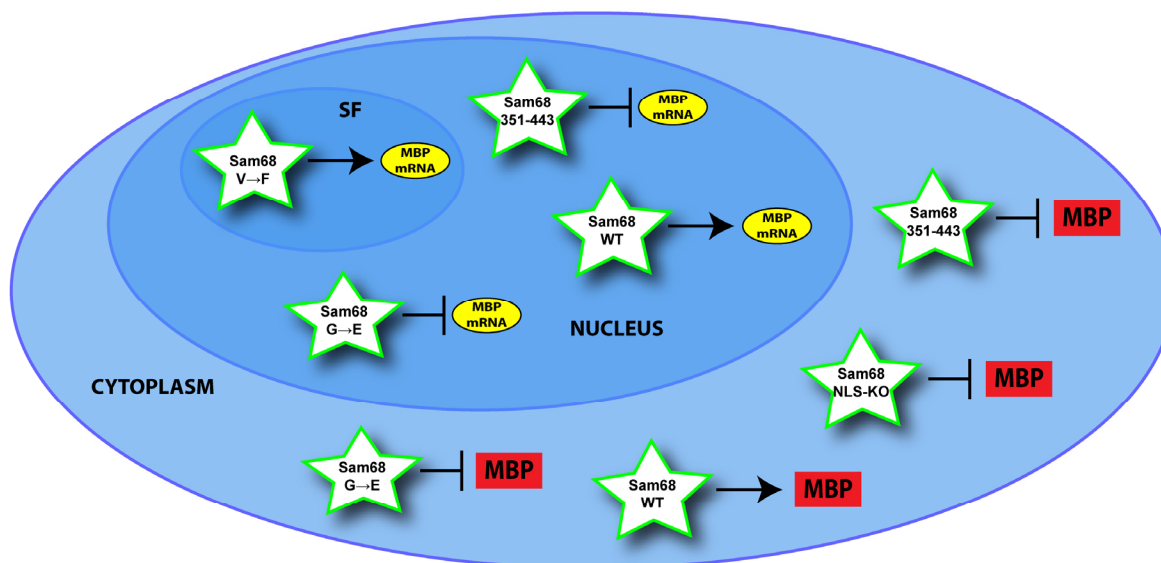 SF
Sam68
V→F
MBP
mRNA
Sam68
351-443
MBP
mRNA
Sam68
WT
MBP
mRNA
Sam68
G→E
MBP
mRNA
NUCLEUS
Sam68
351-443
MBP
CYTOPLASM
Sam68
NLS-KO
MBP
Sam68
G→E
MBP
Sam68
WT
MBP